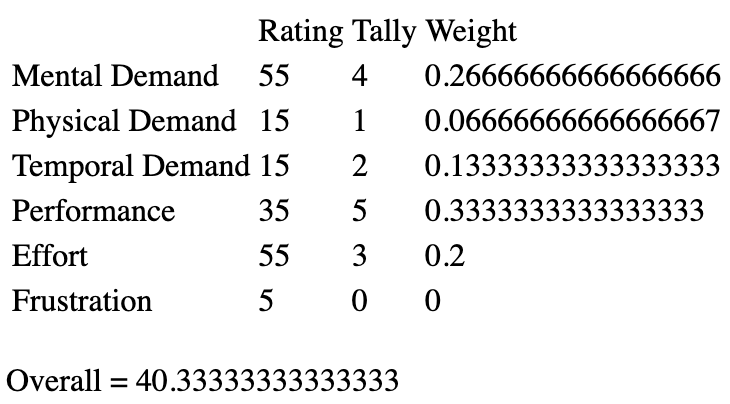 Rating Tally Weight
Mental Demand 55 4 0.26666666666666666
Physical Demand 15 1 0.06666666666666667
Temporal Demand 15 2 0.13333333333333333
Performance 35 5 0.3333333333333333
Effort 55 3 0.2
Frustration 5 0 0
Overall = 40.33333333333333